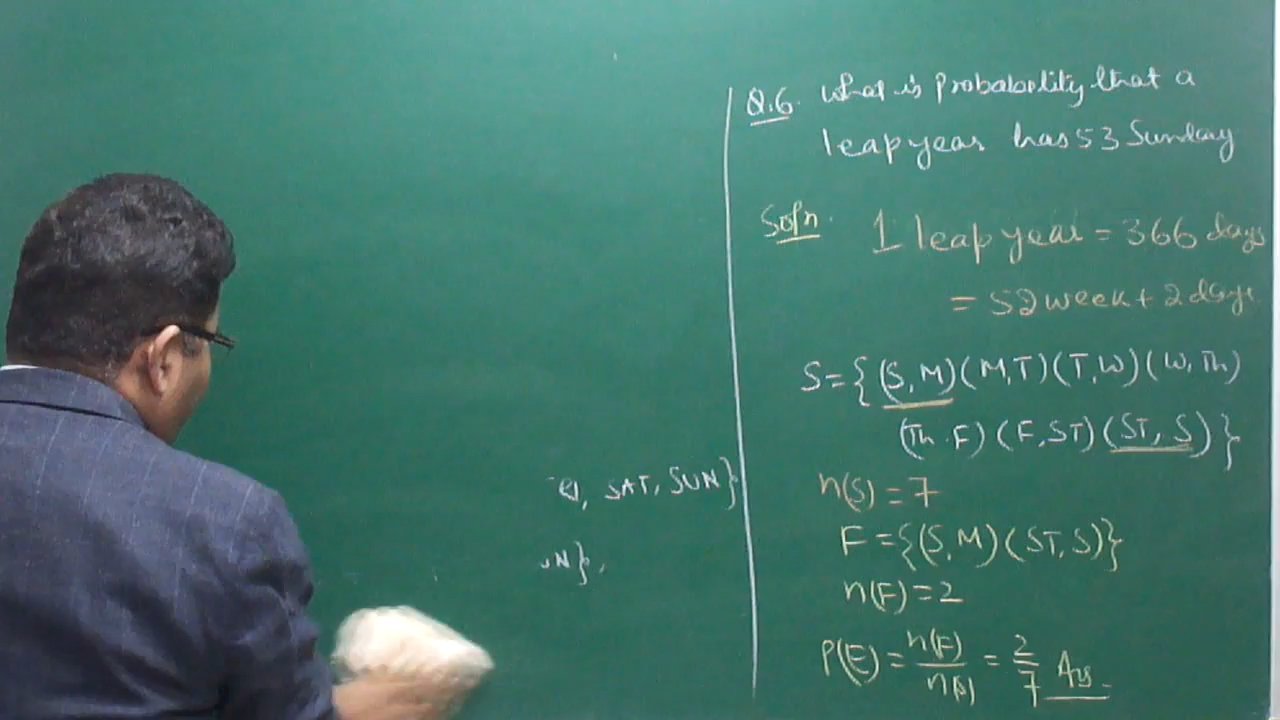 SAT, SUN}
N},
Q.6. What is Probability that a
leap year has 53 Sunday
Soln. 1 leap year = 366 days
= 52 week + 2 days
S={(S,M)(M,T)(T,W)(W,Th)
(Th.F)(F,ST)(ST,S)}
n(S)=7
F={(S,M)(ST,S)}
n(F)=2
P(E)=n(F)/n(S)=2/7 Ans.